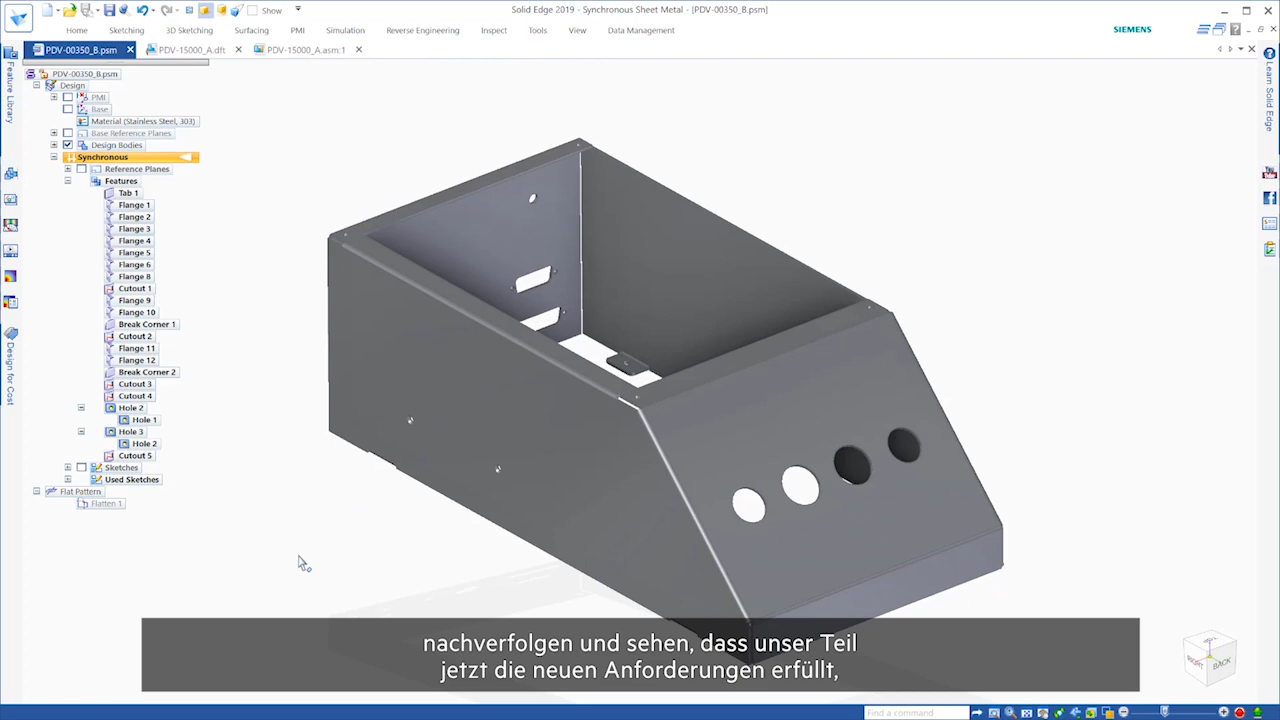 Show
Solid Edge 2019 - Synchronous Sheet Metal - [PDV-00350_B.psm]
Home Sketching 3D Sketching Surfacing PMI Simulation Reverse Engineering Inspect Tools View Data Management
SIEMENS
PDV-00350_B.psm PDV-15000_A.dft PDV-15000_A.asm:1
Feature Library
Learn Solid Edge
PDV-00350_B.psm
Design
PMI
Base
Material (Stainless Steel, 303)
Base Reference Planes
Design Bodies
Synchronous
Reference Planes
Features
Tab 1
Flange 1
Flange 2
Flange 3
Flange 4
Flange 5
Flange 6
Flange 8
Cutout 1
Flange 9
Flange 10
Break Corner 1
Cutout 2
Flange 11
Flange 12
Break Corner 2
Cutout 3
Cutout 4
Hole 2
Hole 1
Hole 3
Hole 2
Cutout 5
Sketches
Used Sketches
Flat Pattern
Flatten 1
Design for Cost
nachverfolgen und sehen, dass unser Teil
jetzt die neuen Anforderungen erfüllt,
RIGHT BACK
Find a command